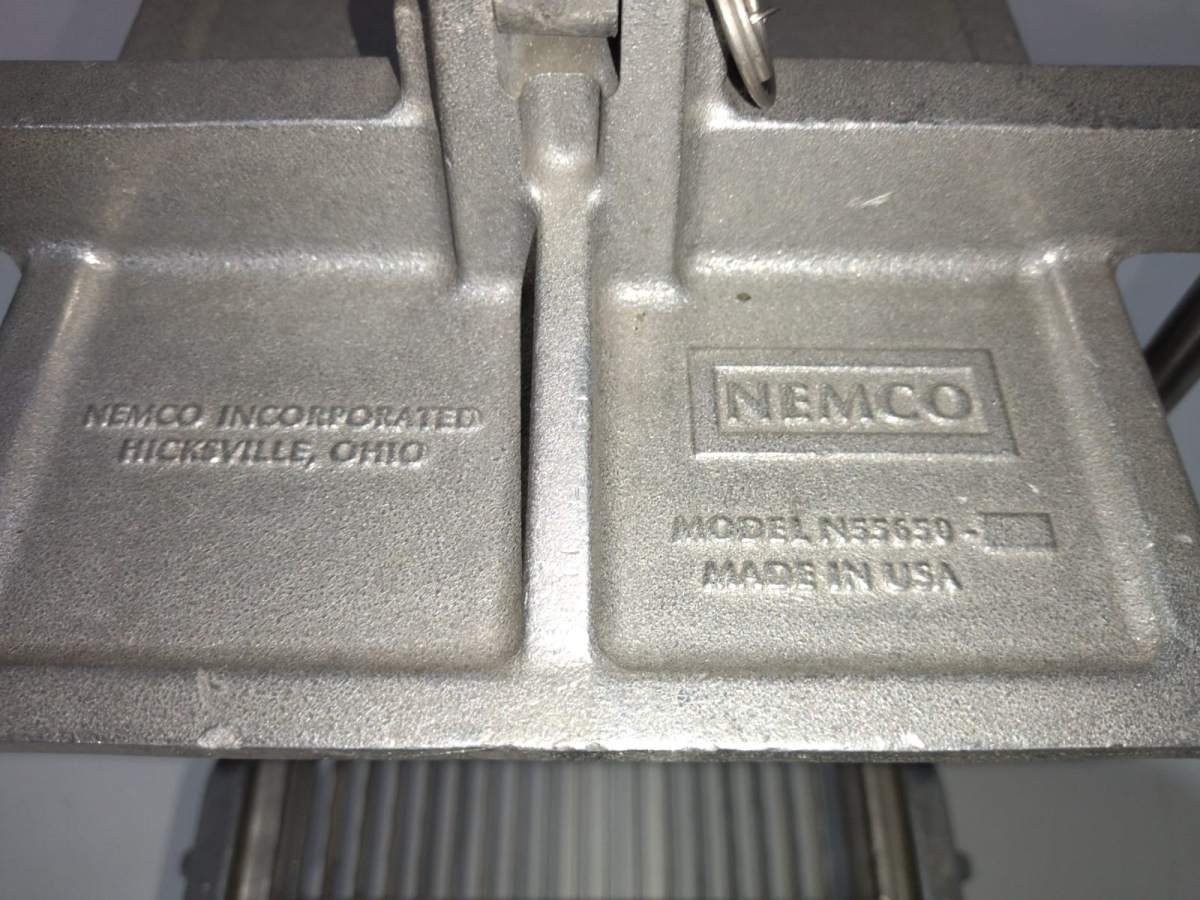 NEMCO INCORPORATED
HICKSVILLE, OHIO
NEMCO
MODEL N55650-
MADE IN USA